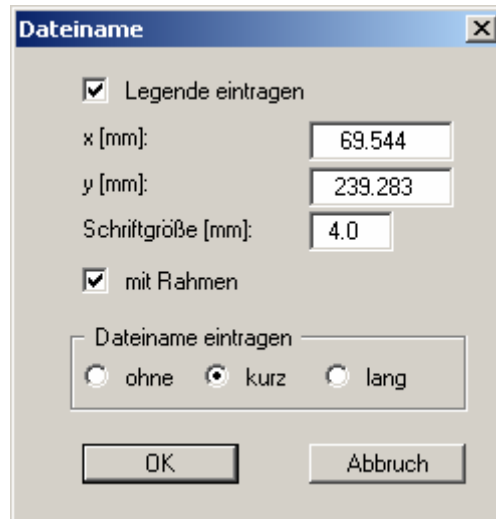 Dateiname
Legende eintragen
x [mm]: 69.544
y [mm]: 239.283
Schriftgröße [mm]: 4.0
mit Rahmen
Dateiname eintragen
ohne kurz lang
OK Abbruch